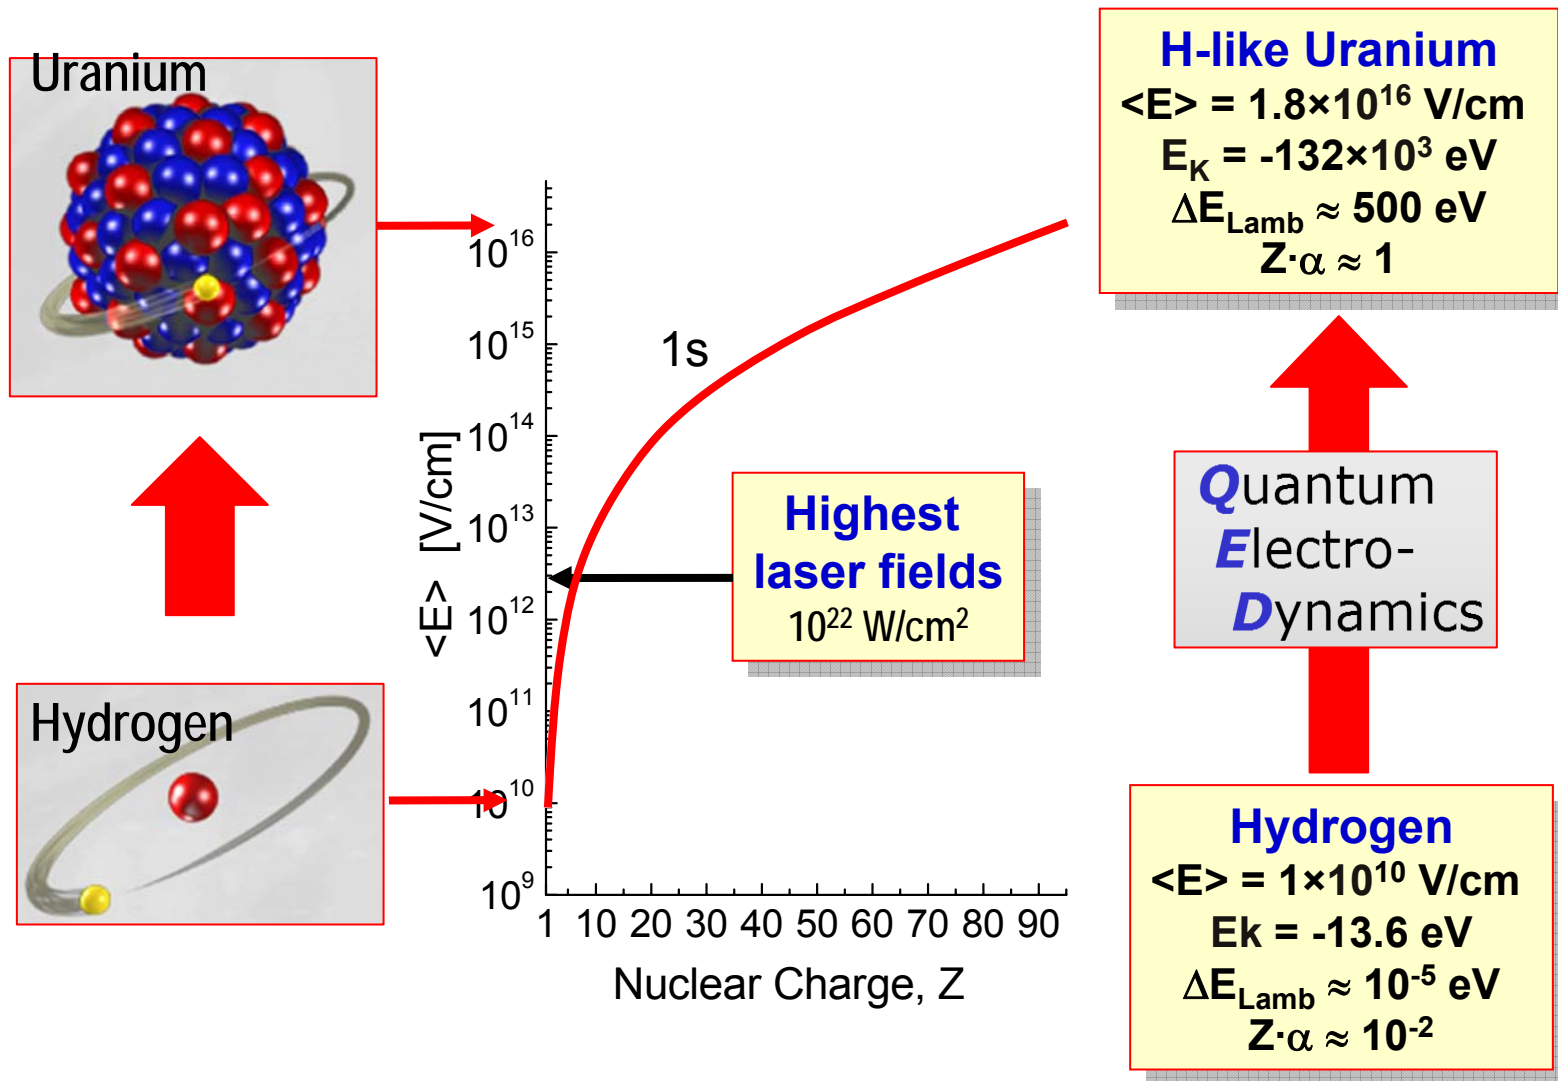 Uranium
Hydrogen
<E> [V/cm]
10¹⁶
10¹⁵
10¹⁴
10¹³
10¹²
10¹¹
10¹⁰
10⁹
1 10 20 30 40 50 60 70 80 90
Nuclear Charge, Z
1s
Highest
laser fields
10²² W/cm²
H-like Uranium
<E> = 1.8×10¹⁶ V/cm
E_K = -132×10³ eV
ΔE_Lamb ≈ 500 eV
Z·α ≈ 1
Quantum
Electro-
Dynamics
Hydrogen
<E> = 1×10¹⁰ V/cm
Ek = -13.6 eV
ΔE_Lamb ≈ 10⁻⁵ eV
Z·α ≈ 10⁻²